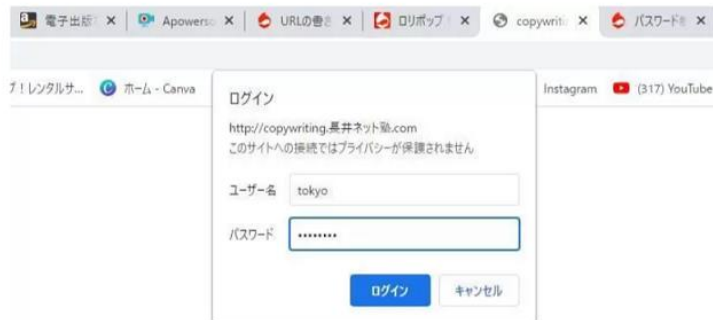 電子出版 Apowerso URLの書き ロリポップ！ copywritin パスワード
プ！レンタルサ... ホーム - Canva Instagram (317) YouTube
ログイン
http://copywriting.長井ネット塾.com
このサイトへの接続ではプライバシーが保護されません
ユーザー名 tokyo
パスワード ••••••••
ログイン キャンセル